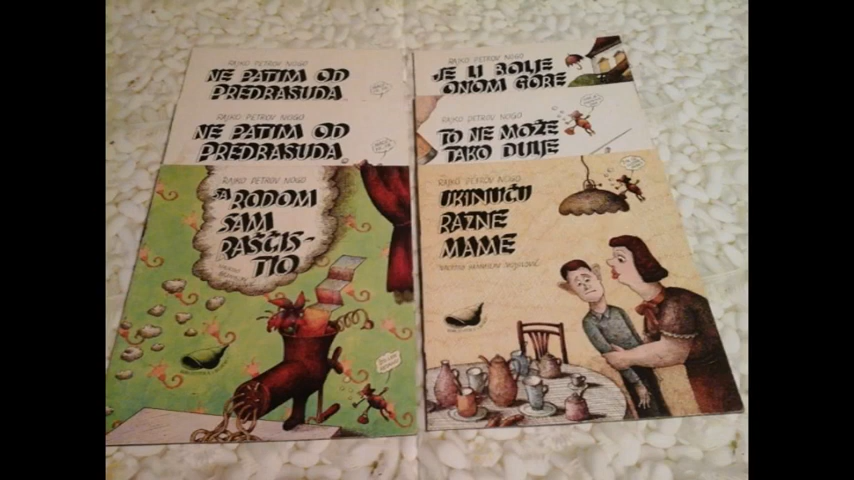 RAJKO PETROV NOGO
NE PATIM OD
PREDRASUDA
RAJKO PETROV NOGO
NE PATIM OD
PREDRASUDA
RAJKO PETROV NOGO
SA RODOM
SAM
RAŠČIS-
TIO
RAJKO PETROV NOGO
JE LI BOLJE
ONOM GORE
RAJKO PETROV NOGO
TO NE MOŽE
TAKO DULJE
RAJKO PETROV NOGO
UKINUĆU
RAZNE
MAME